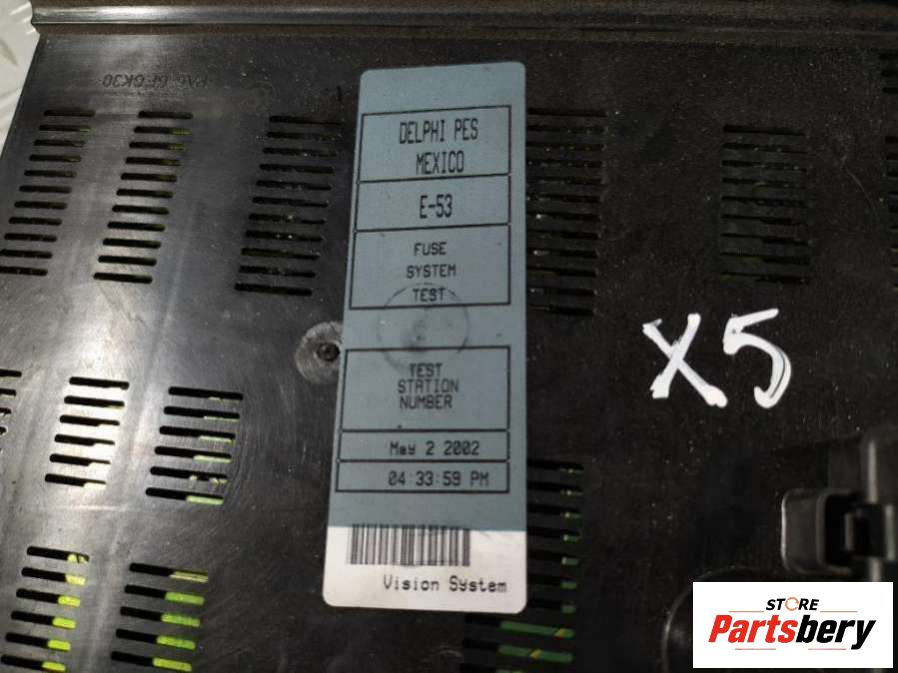 DELPHI PES
MEXICO
E-53
FUSE
SYSTEM
TEST
TEST
STATION
NUMBER
May 2 2002
04:33:59 PM
Vision System
X5
STORE
Partsbery